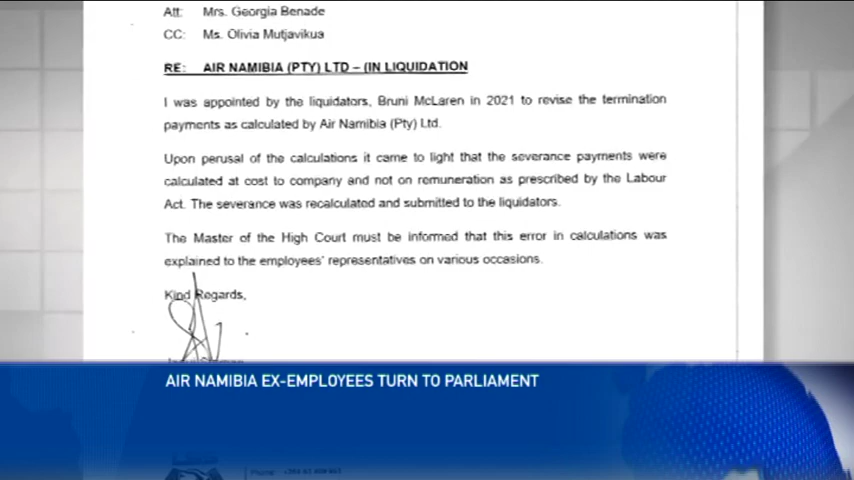 Att: Mrs. Georgia Benade
CC: Ms. Olivia Mutjavikua
RE: AIR NAMIBIA (PTY) LTD – (IN LIQUIDATION
I was appointed by the liquidators, Bruni McLaren in 2021 to revise the termination
payments as calculated by Air Namibia (Pty) Ltd.
Upon perusal of the calculations it came to light that the severance payments were
calculated at cost to company and not on remuneration as prescribed by the Labour
Act. The severance was recalculated and submitted to the liquidators.
The Master of the High Court must be informed that this error in calculations was
explained to the employees' representatives on various occasions.
Kind Regards,
AIR NAMIBIA EX-EMPLOYEES TURN TO PARLIAMENT